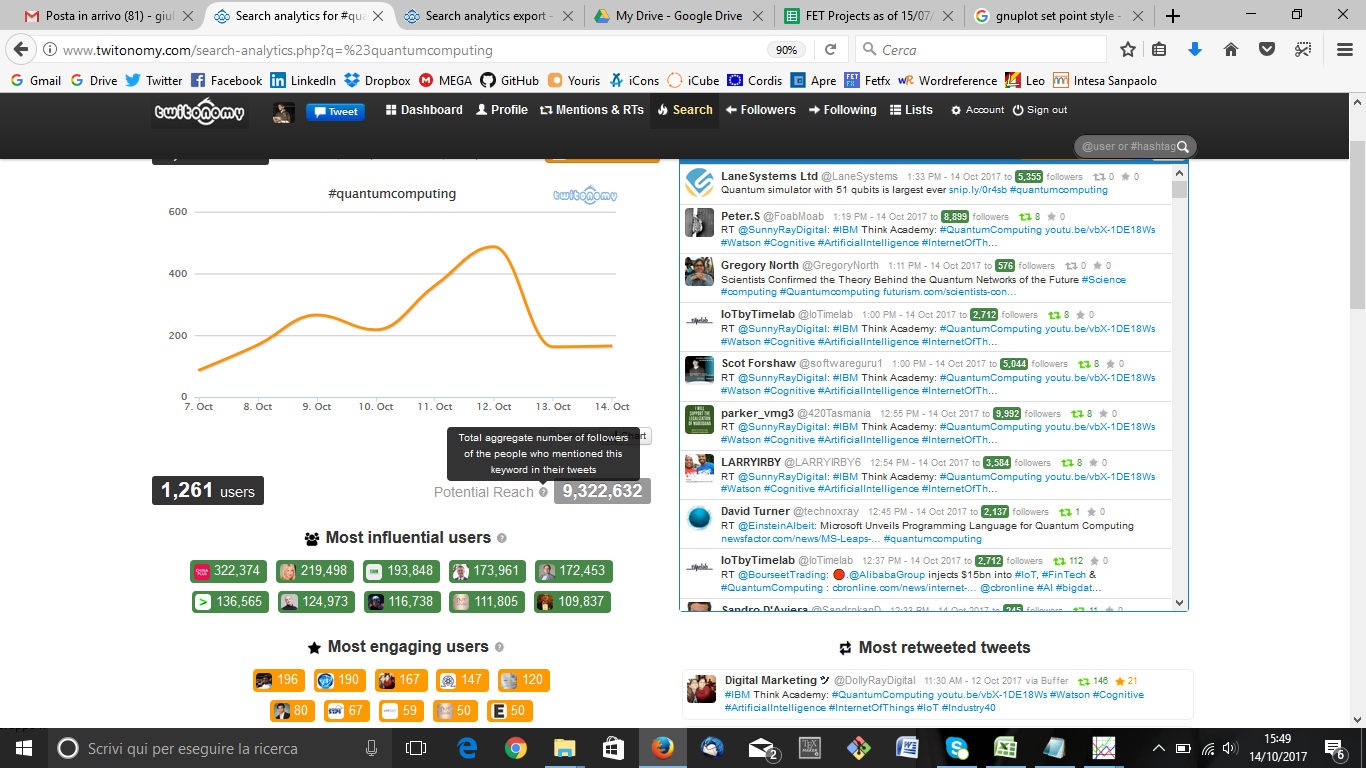 Posta in arrivo (81) - giul
Search analytics for #qua
Search analytics export -
My Drive - Google Drive
FET Projects as of 15/07/
gnuplot set point style -
www.twitonomy.com/search-analytics.php?q=%23quantumcomputing
90%
Cerca
Gmail
Drive
Twitter
Facebook
LinkedIn
Dropbox
MEGA
GitHub
Youris
iCons
iCube
Cordis
Apre
Fetfx
Wordreference
Leo
Intesa Sanpaolo
twitonomy
Tweet
Dashboard
Profile
Mentions & RTs
Search
Followers
Following
Lists
Account
Sign out
@user or #hashtag
#quantumcomputing
twitonomy
600
400
200
0
7. Oct
8. Oct
9. Oct
10. Oct
11. Oct
12. Oct
13. Oct
14. Oct
Total aggregate number of followers
of the people who mentioned this
keyword in their tweets
1,261 users
Potential Reach
9,322,632
Most influential users
322,374
219,498
193,848
173,961
172,453
136,565
124,973
116,738
111,805
109,837
Most engaging users
196
190
167
147
120
80
67
59
50
50
LaneSystems Ltd @LaneSystems 1:33 PM - 14 Oct 2017 to 5,355 followers 0 0
Quantum simulator with 51 qubits is largest ever snip.ly/0r4sb #quantumcomputing
Peter.S @FoabMoab 1:19 PM - 14 Oct 2017 to 8,899 followers 8 0
RT @SunnyRayDigital: #IBM Think Academy: #QuantumComputing youtu.be/vbX-1DE18Ws
#Watson #Cognitive #ArtificialIntelligence #InternetOfTh...
Gregory North @GregoryNorth 1:11 PM - 14 Oct 2017 to 576 followers 0 0
Scientists Confirmed the Theory Behind the Quantum Networks of the Future #Science
#computing #Quantumcomputing futurism.com/scientists-con...
IoTbyTimelab @IoTimelab 1:00 PM - 14 Oct 2017 to 2,712 followers 8 0
RT @SunnyRayDigital: #IBM Think Academy: #QuantumComputing youtu.be/vbX-1DE18Ws
#Watson #Cognitive #ArtificialIntelligence #InternetOfTh...
Scot Forshaw @softwareguru1 1:00 PM - 14 Oct 2017 to 5,044 followers 8 0
RT @SunnyRayDigital: #IBM Think Academy: #QuantumComputing youtu.be/vbX-1DE18Ws
#Watson #Cognitive #ArtificialIntelligence #InternetOfTh...
parker_vmg3 @420Tasmania 12:55 PM - 14 Oct 2017 to 9,992 followers 8 0
RT @SunnyRayDigital: #IBM Think Academy: #QuantumComputing youtu.be/vbX-1DE18Ws
#Watson #Cognitive #ArtificialIntelligence #InternetOfTh...
LARRYIRBY @LARRYIRBY6 12:54 PM - 14 Oct 2017 to 3,584 followers 8 0
RT @SunnyRayDigital: #IBM Think Academy: #QuantumComputing youtu.be/vbX-1DE18Ws
#Watson #Cognitive #ArtificialIntelligence #InternetOfTh...
David Turner @technoxray 12:45 PM - 14 Oct 2017 to 2,137 followers 1 0
RT @EinsteinAlbeit: Microsoft Unveils Programming Language for Quantum Computing
newsfactor.com/news/MS-Leaps-... #quantumcomputing
IoTbyTimelab @IoTimelab 12:37 PM - 14 Oct 2017 to 2,712 followers 112 0
RT @BourseetTrading: .@AlibabaGroup injects $15bn into #IoT, #FinTech &
#QuantumComputing : cbronline.com/news/internet-... @cbronline #AI #bigdat...
Sandro D'Aviera @SandrokanD 12:33 PM - 14 Oct 2017 to 245 followers 11 0
Most retweeted tweets
Digital Marketing ツ @DollyRayDigital 11:30 AM - 12 Oct 2017 via Buffer 146 21
#IBM Think Academy: #QuantumComputing youtu.be/vbX-1DE18Ws #Watson #Cognitive
#ArtificialIntelligence #InternetOfThings #IoT #Industry40
Scrivi qui per eseguire la ricerca
2
15:49
14/10/2017
6